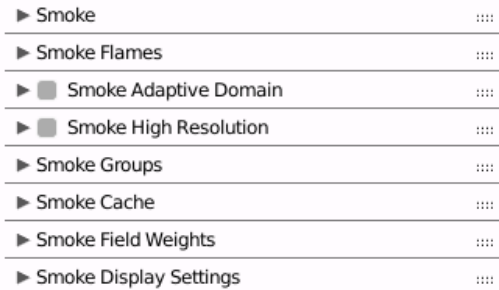 Smoke
Smoke Flames
Smoke Adaptive Domain
Smoke High Resolution
Smoke Groups
Smoke Cache
Smoke Field Weights
Smoke Display Settings